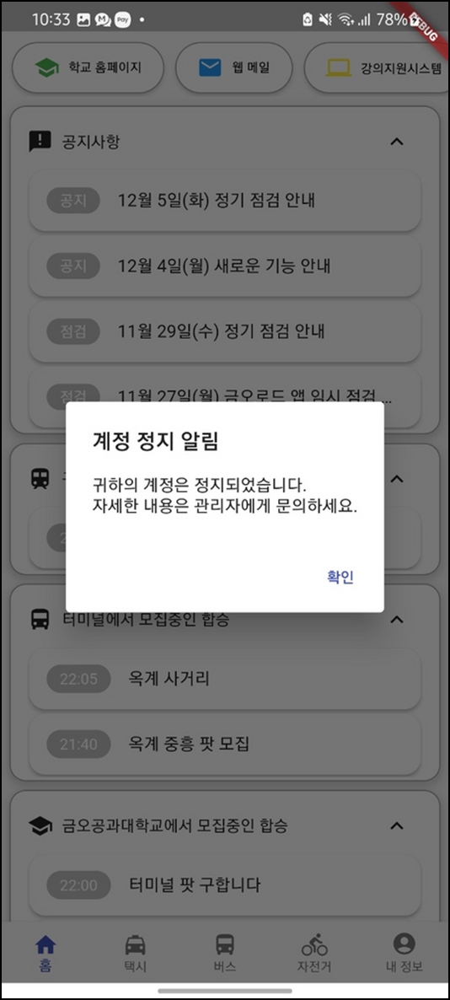 10:33 M Pay 78%
DEBUG
학교 홈페이지 웹 메일 강의지원시스템
공지사항
공지 12월 5일(화) 정기 점검 안내
공지 12월 4일(월) 새로운 기능 안내
점검 11월 29일(수) 정기 점검 안내
점검 11월 27일(월) 금오로드 앱 임시 점검 ...
계정 정지 알림
귀하의 계정은 정지되었습니다.
자세한 내용은 관리자에게 문의하세요.
확인
터미널에서 모집중인 합승
22:05 옥계 사거리
21:40 옥계 중흥 팟 모집
금오공과대학교에서 모집중인 합승
22:00 터미널 팟 구합니다
홈 택시 버스 자전거 내 정보